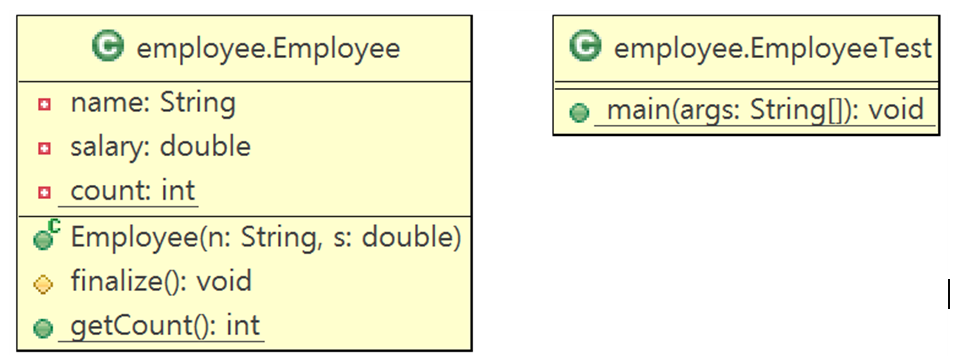 employee.Employee
name: String
salary: double
count: int
Employee(n: String, s: double)
finalize(): void
getCount(): int
employee.EmployeeTest
main(args: String[]): void